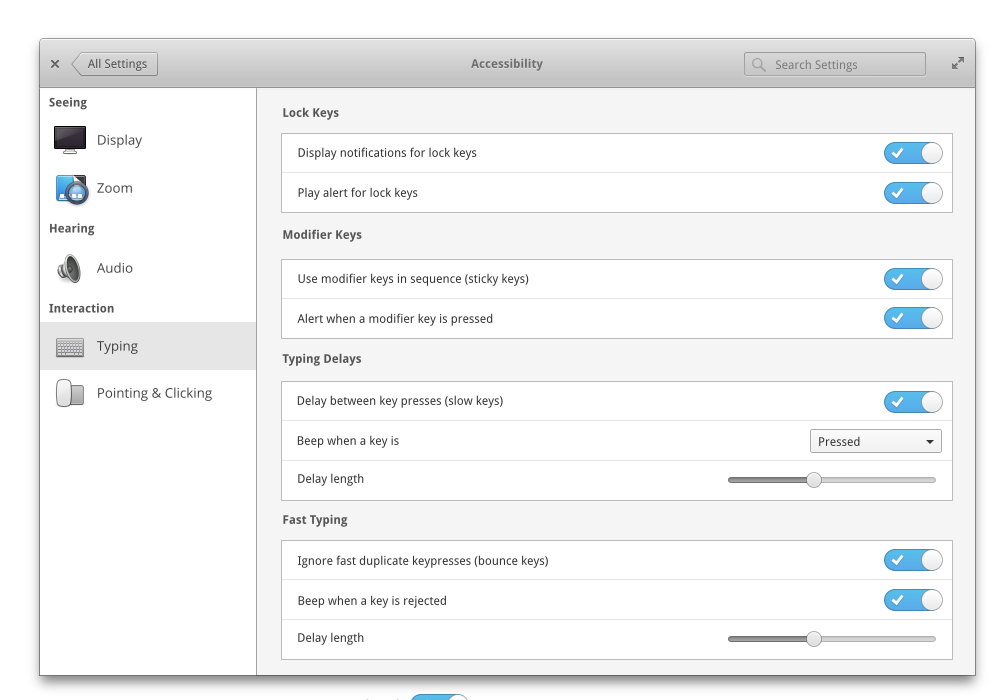 All Settings
Accessibility
Search Settings
Seeing
Display
Zoom
Hearing
Audio
Interaction
Typing
Pointing & Clicking
Lock Keys
Display notifications for lock keys
Play alert for lock keys
Modifier Keys
Use modifier keys in sequence (sticky keys)
Alert when a modifier key is pressed
Typing Delays
Delay between key presses (slow keys)
Beep when a key is
Pressed
Delay length
Fast Typing
Ignore fast duplicate keypresses (bounce keys)
Beep when a key is rejected
Delay length